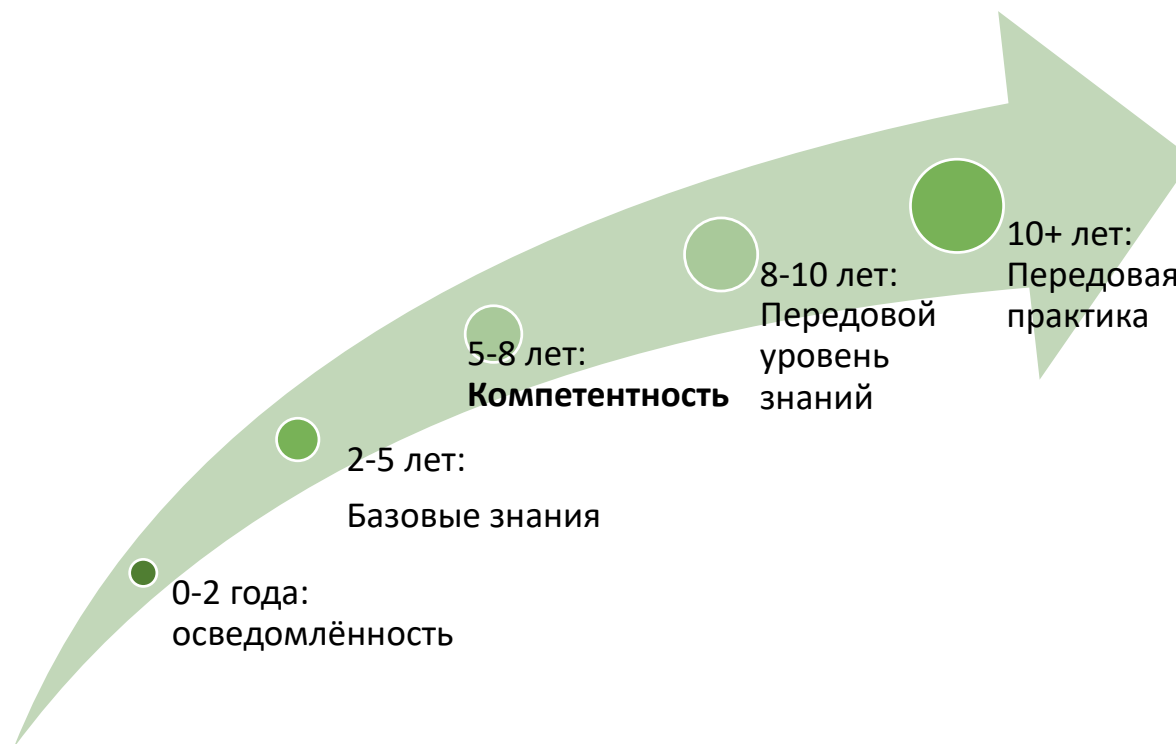 0-2 года:
осведомлённость
2-5 лет:
Базовые знания
5-8 лет:
Компетентность
8-10 лет:
Передовой
уровень
знаний
10+ лет:
Передовая
практика